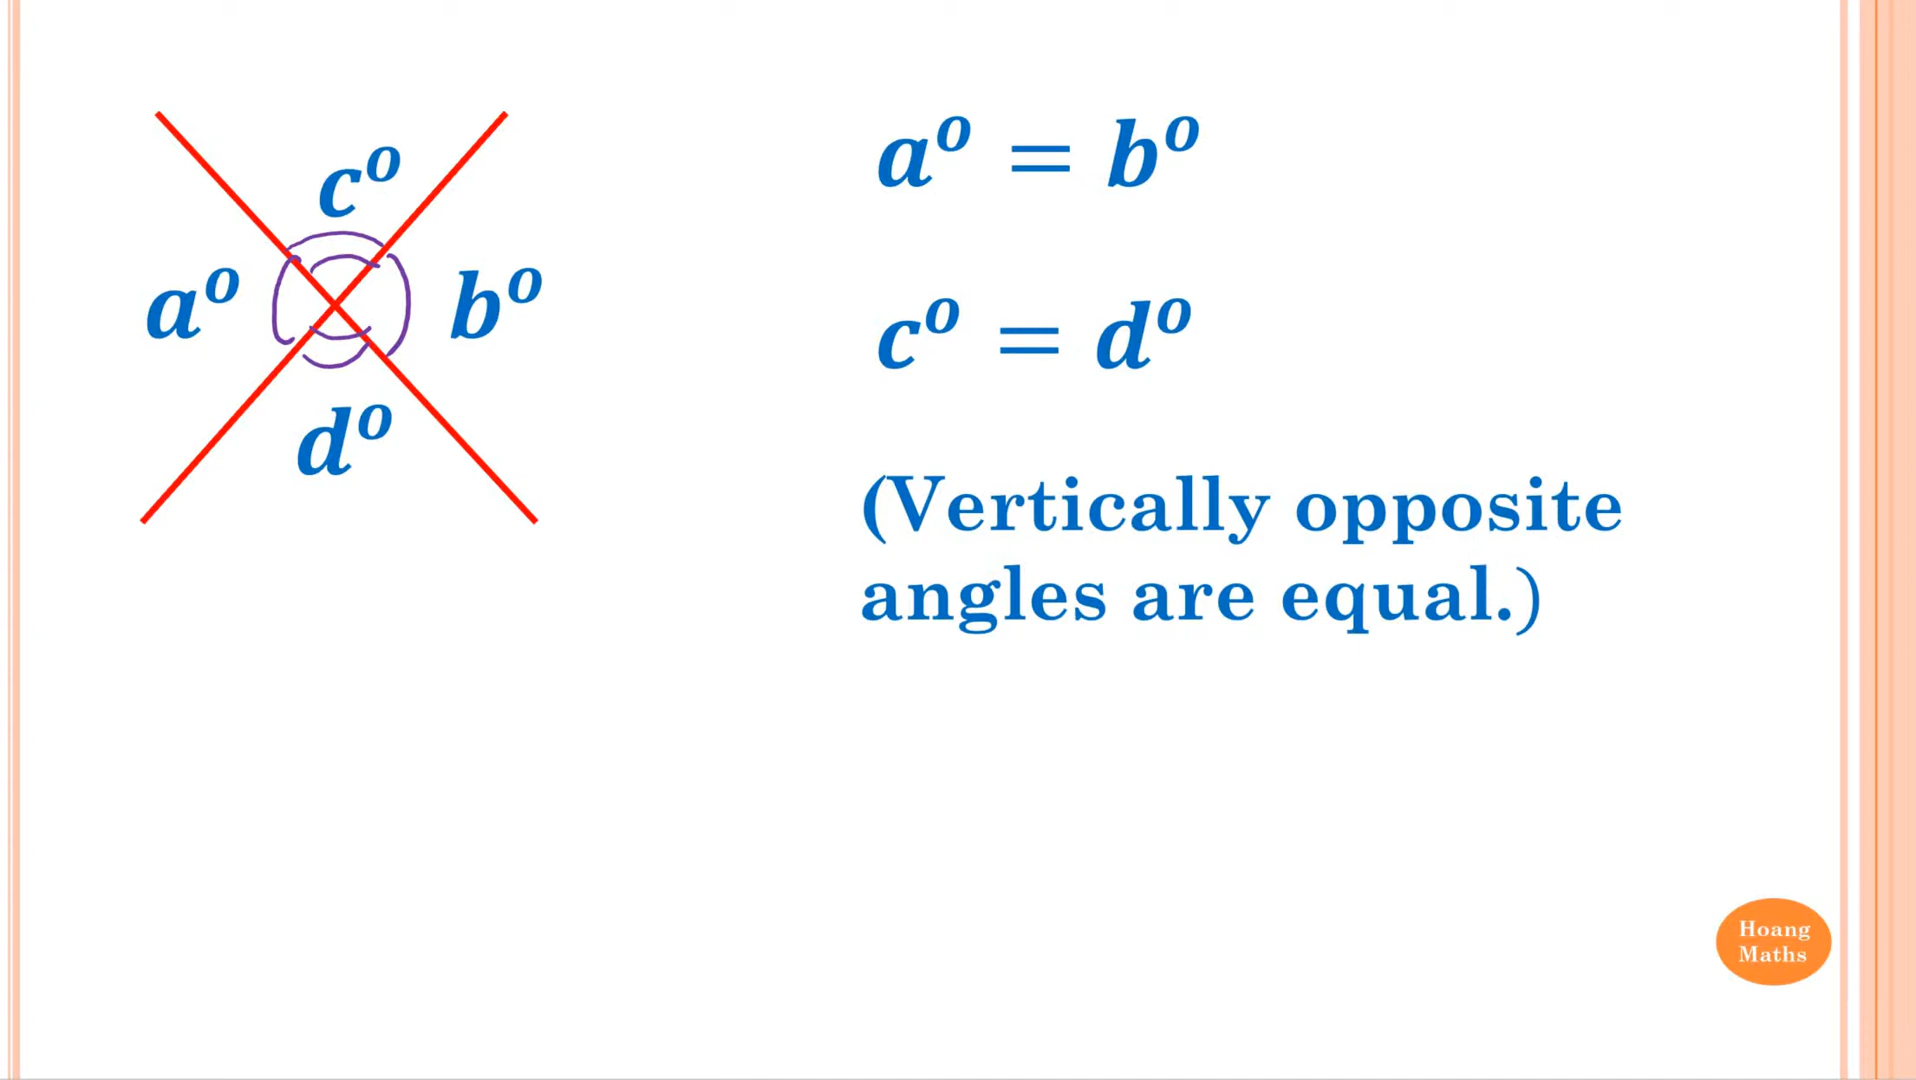 c°
a° b°
d°
a° = b°
c° = d°
(Vertically opposite
angles are equal.)
Hoang
Maths